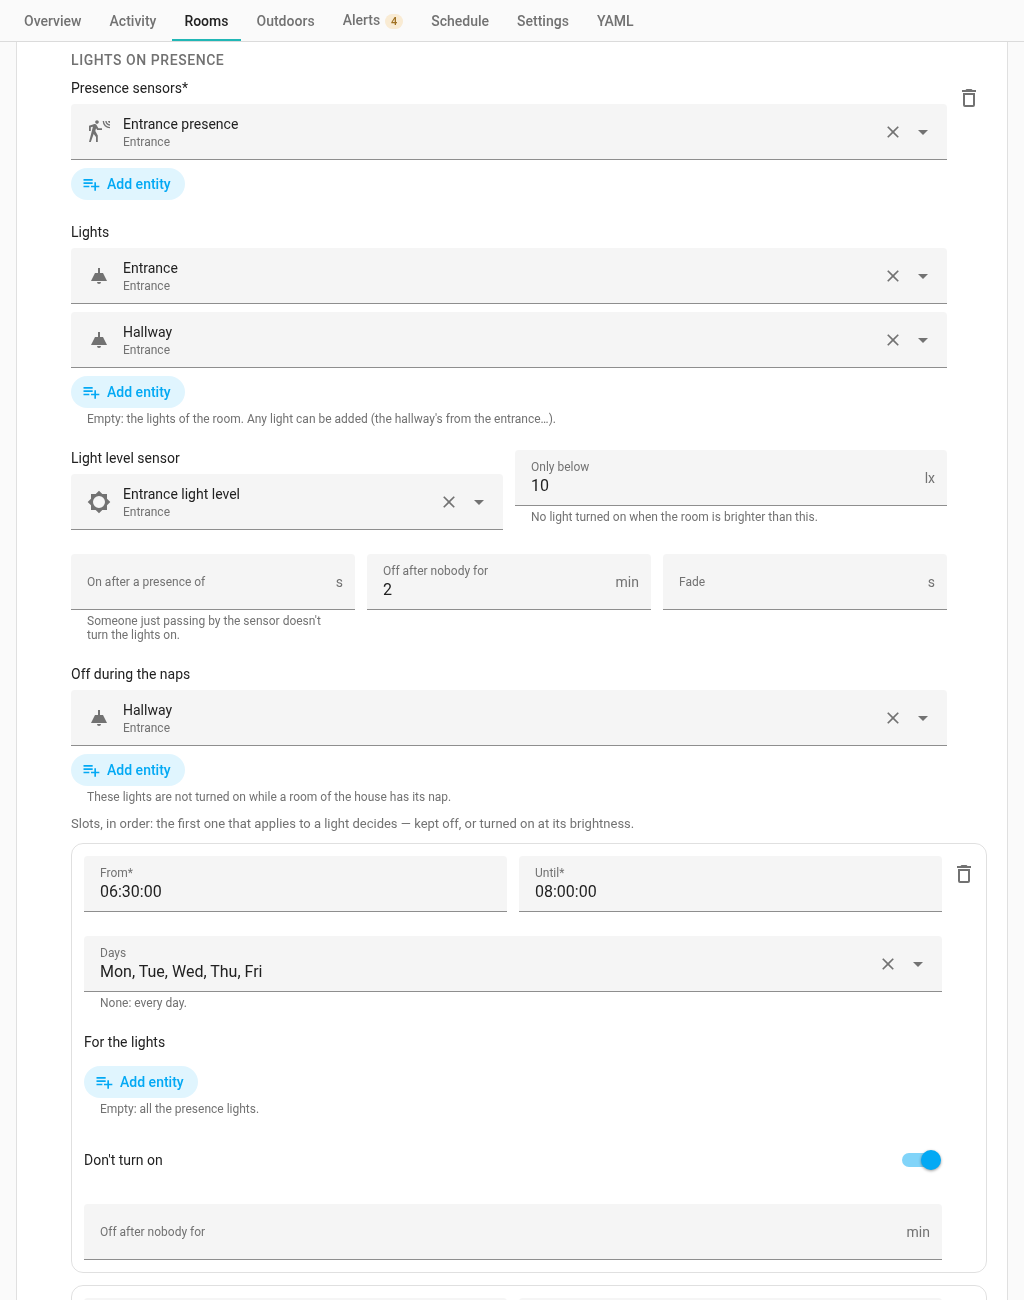 Overview
Activity
Rooms
Outdoors
Alerts 4
Schedule
Settings
YAML
LIGHTS ON PRESENCE
Presence sensors*
Entrance presence
Entrance
Add entity
Lights
Entrance
Entrance
Hallway
Entrance
Add entity
Empty: the lights of the room. Any light can be added (the hallway's from the entrance…).
Light level sensor
Entrance light level
Entrance
Only below
10
lx
No light turned on when the room is brighter than this.
On after a presence of
s
Someone just passing by the sensor doesn't
turn the lights on.
Off after nobody for
2
min
Fade
s
Off during the naps
Hallway
Entrance
Add entity
These lights are not turned on while a room of the house has its nap.
Slots, in order: the first one that applies to a light decides — kept off, or turned on at its brightness.
From*
06:30:00
Until*
08:00:00
Days
Mon, Tue, Wed, Thu, Fri
None: every day.
For the lights
Add entity
Empty: all the presence lights.
Don't turn on
Off after nobody for
min